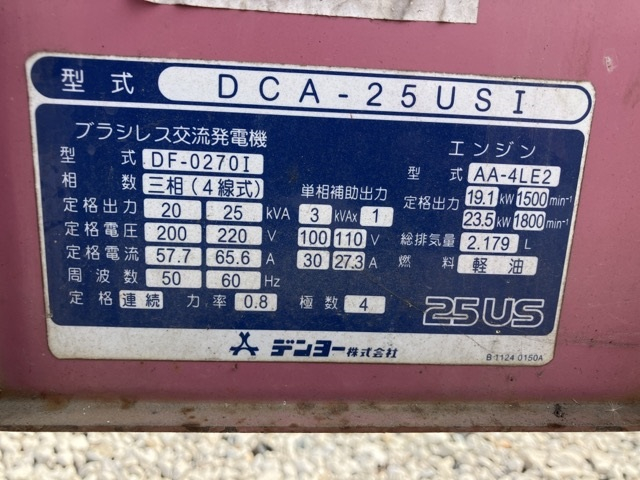 型式 DCA-25USI
ブラシレス交流発電機
型式 DF-0270I
相数 三相(4線式) 単相補助出力
定格出力 20 25 kVA 3 kVAx 1
定格電圧 200 220 V 100 110 V
定格電流 57.7 65.6 A 30 27.3 A
周波数 50 60 Hz
定格 連続 力率 0.8 極数 4
エンジン
型式 AA-4LE2
定格出力 19.1 kW 1500 min⁻¹
23.5 kW 1800 min⁻¹
総排気量 2.179 L
燃料 軽油
25US
デンヨー株式会社
B 1124 0150A